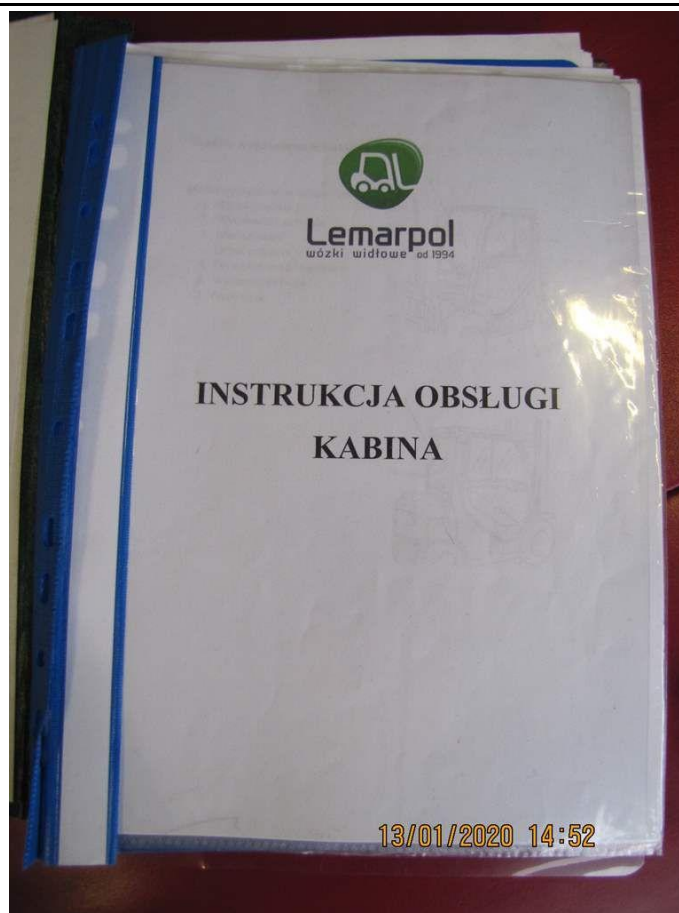 Lemarpol
wózki widłowe od 1994
INSTRUKCJA OBSŁUGI
KABINA
13/01/2020 14:52